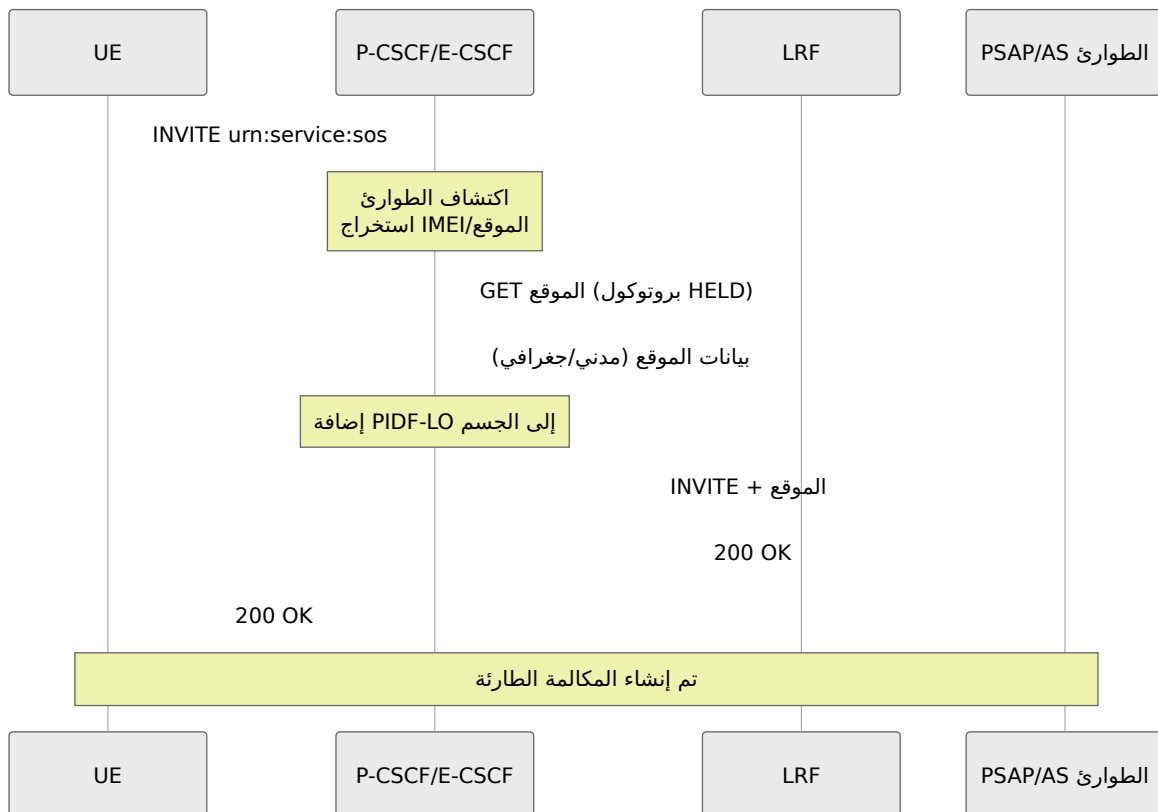 UE
P-CSCF/E-CSCF
LRF
PSAP/AS الطوارئ
INVITE urn:service:sos
اكتشاف الطوارئ
استخراج IMEI/الموقع
GET الموقع (بروتوكول HELD)
بيانات الموقع (مدني/جغرافي)
إضافة PIDF-LO إلى الجسم
INVITE + الموقع
200 OK
200 OK
تم إنشاء المكالمة الطارئة
UE
P-CSCF/E-CSCF
LRF
PSAP/AS الطوارئ